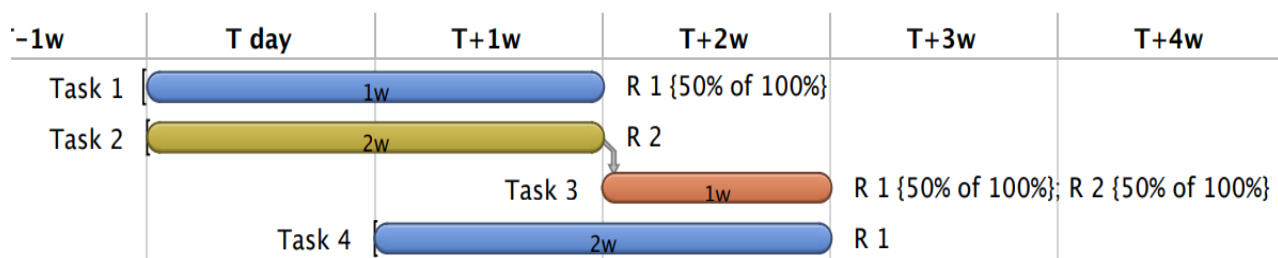 -1w T day T+1w T+2w T+3w T+4w
Task 1 1w R 1 {50% of 100%}
Task 2 2w R 2
Task 3 1w R 1 {50% of 100%}; R 2 {50% of 100%}
Task 4 2w R 1